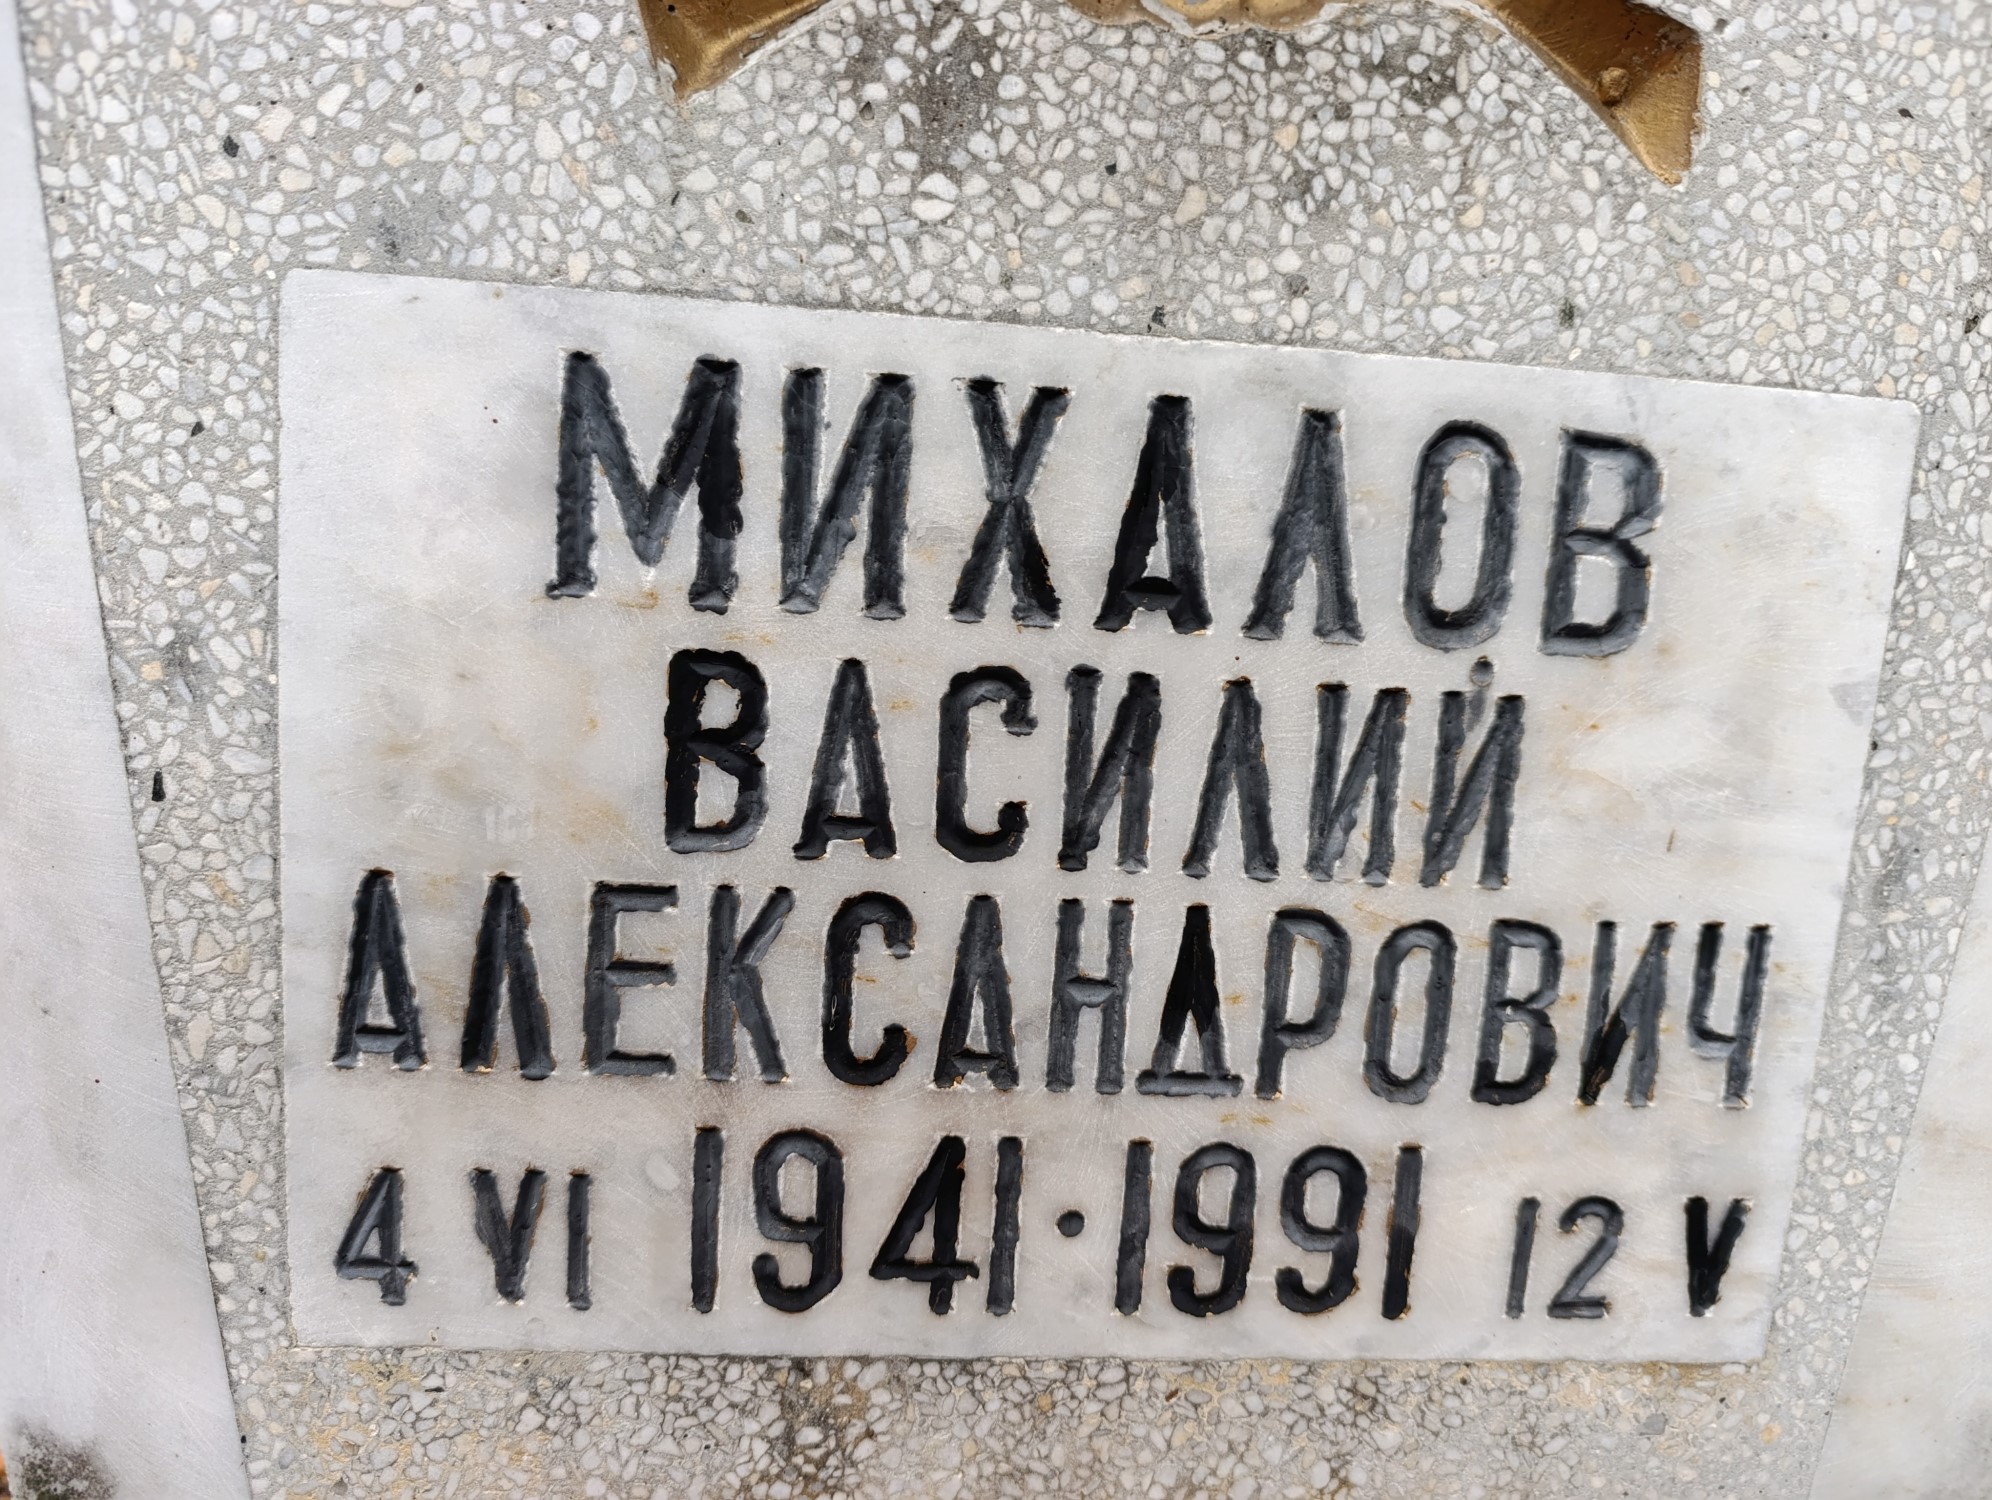 МИХАЛОВ
ВАСИЛИЙ
АЛЕКСАНДРОВИЧ
4 VI 1941 · 1991 12 V